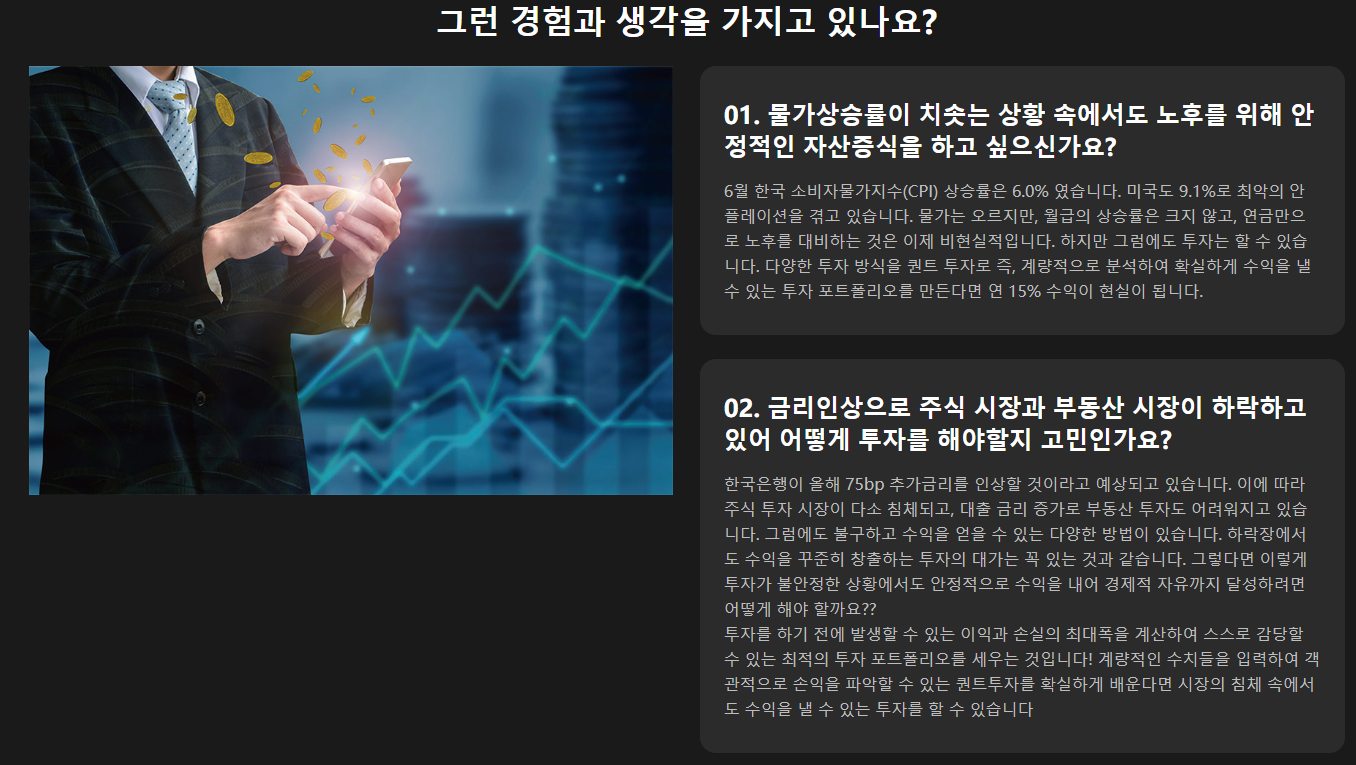 그런 경험과 생각을 가지고 있나요?
01. 물가상승률이 치솟는 상황 속에서도 노후를 위해 안
정적인 자산증식을 하고 싶으신가요?
6월 한국 소비자물가지수(CPI) 상승률은 6.0% 였습니다. 미국도 9.1%로 최악의 안
플레이션을 겪고 있습니다. 물가는 오르지만, 월급의 상승률은 크지 않고, 연금만으
로 노후를 대비하는 것은 이제 비현실적입니다. 하지만 그럼에도 투자는 할 수 있습
니다. 다양한 투자 방식을 퀀트 투자로 즉, 계량적으로 분석하여 확실하게 수익을 낼
수 있는 투자 포트폴리오를 만든다면 연 15% 수익이 현실이 됩니다.
02. 금리인상으로 주식 시장과 부동산 시장이 하락하고
있어 어떻게 투자를 해야할지 고민인가요?
한국은행이 올해 75bp 추가금리를 인상할 것이라고 예상되고 있습니다. 이에 따라
주식 투자 시장이 다소 침체되고, 대출 금리 증가로 부동산 투자도 어려워지고 있습
니다. 그럼에도 불구하고 수익을 얻을 수 있는 다양한 방법이 있습니다. 하락장에서
도 수익을 꾸준히 창출하는 투자의 대가는 꼭 있는 것과 같습니다. 그렇다면 이렇게
투자가 불안정한 상황에서도 안정적으로 수익을 내어 경제적 자유까지 달성하려면
어떻게 해야 할까요??
투자를 하기 전에 발생할 수 있는 이익과 손실의 최대폭을 계산하여 스스로 감당할
수 있는 최적의 투자 포트폴리오를 세우는 것입니다! 계량적인 수치들을 입력하여 객
관적으로 손익을 파악할 수 있는 퀀트투자를 확실하게 배운다면 시장의 침체 속에서
도 수익을 낼 수 있는 투자를 할 수 있습니다